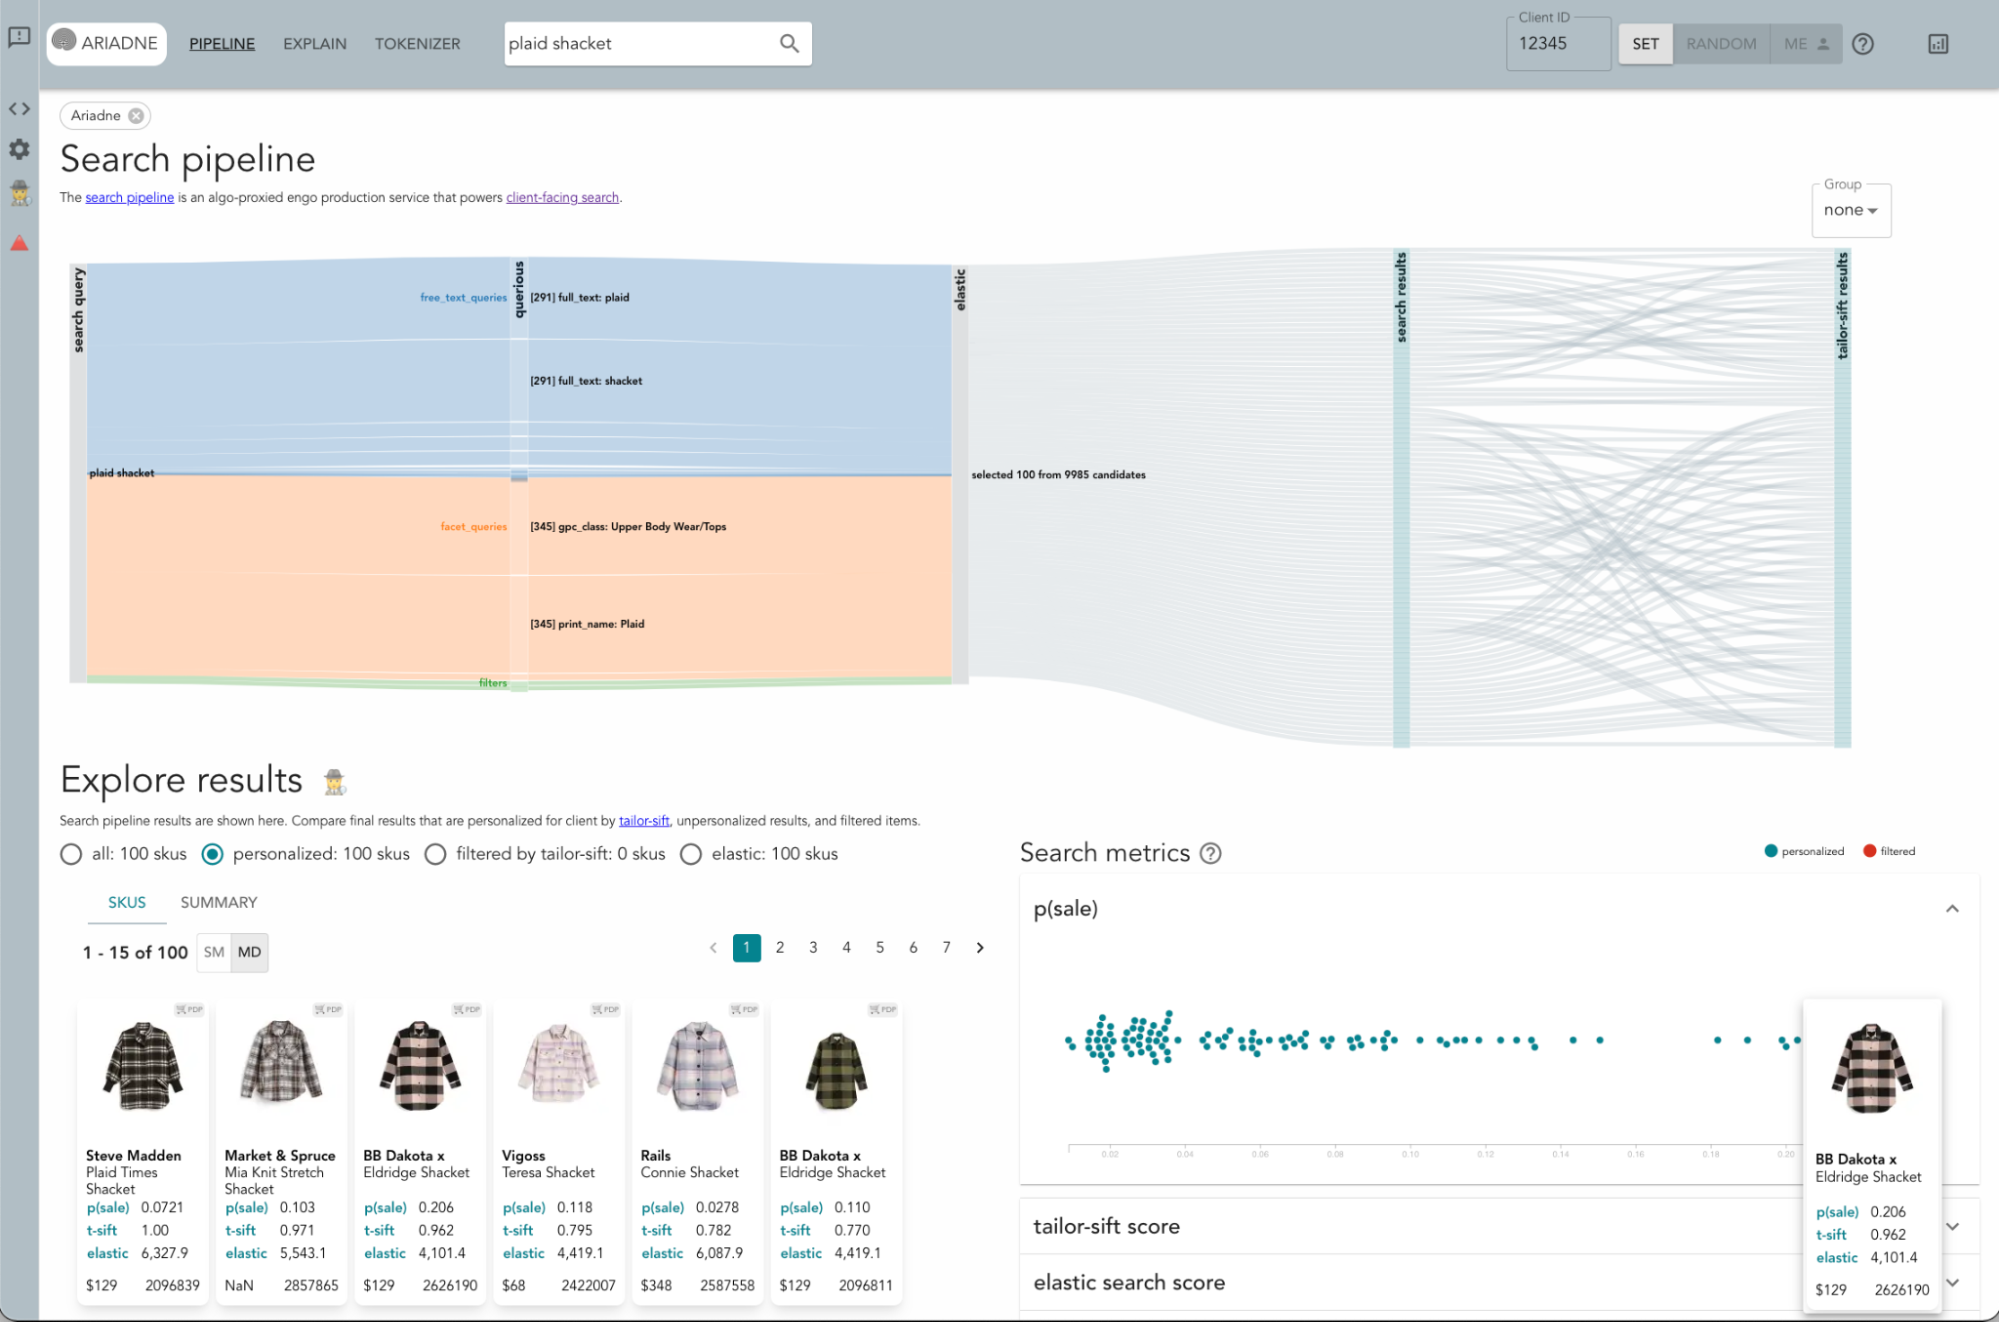 ARIADNE PIPELINE EXPLAIN TOKENIZER plaid shacket
Client ID
12345
SET RANDOM ME
Ariadne
Search pipeline
The search pipeline is an algo-proxied engo production service that powers client-facing search.
Group
none
search query
querious
elastic
search results
tailor-sift results
free_text_queries
[291] full_text: plaid
[291] full_text: shacket
plaid shacket
selected 100 from 9985 candidates
facet_queries
[345] gpc_class: Upper Body Wear/Tops
[345] print_name: Plaid
filters
Explore results
Search pipeline results are shown here. Compare final results that are personalized for client by tailor-sift, unpersonalized results, and filtered items.
all: 100 skus personalized: 100 skus filtered by tailor-sift: 0 skus elastic: 100 skus
SKUS SUMMARY
1 - 15 of 100 SM MD
1 2 3 4 5 6 7
PDP
Steve Madden
Plaid Times
Shacket
p(sale) 0.0721
t-sift 1.00
elastic 6,327.9
$129 2096839
PDP
Market & Spruce
Mia Knit Stretch
Shacket
p(sale) 0.103
t-sift 0.971
elastic 5,543.1
NaN 2857865
PDP
BB Dakota x
Eldridge Shacket
p(sale) 0.206
t-sift 0.962
elastic 4,101.4
$129 2626190
PDP
Vigoss
Teresa Shacket
p(sale) 0.118
t-sift 0.795
elastic 4,419.1
$68 2422007
PDP
Rails
Connie Shacket
p(sale) 0.0278
t-sift 0.782
elastic 6,087.9
$348 2587558
PDP
BB Dakota x
Eldridge Shacket
p(sale) 0.110
t-sift 0.770
elastic 4,419.1
$129 2096811
Search metrics
personalized filtered
p(sale)
0.02 0.04 0.06 0.08 0.10 0.12 0.14 0.16 0.18 0.20
BB Dakota x
Eldridge Shacket
p(sale) 0.206
t-sift 0.962
elastic 4,101.4
$129 2626190
tailor-sift score
elastic search score